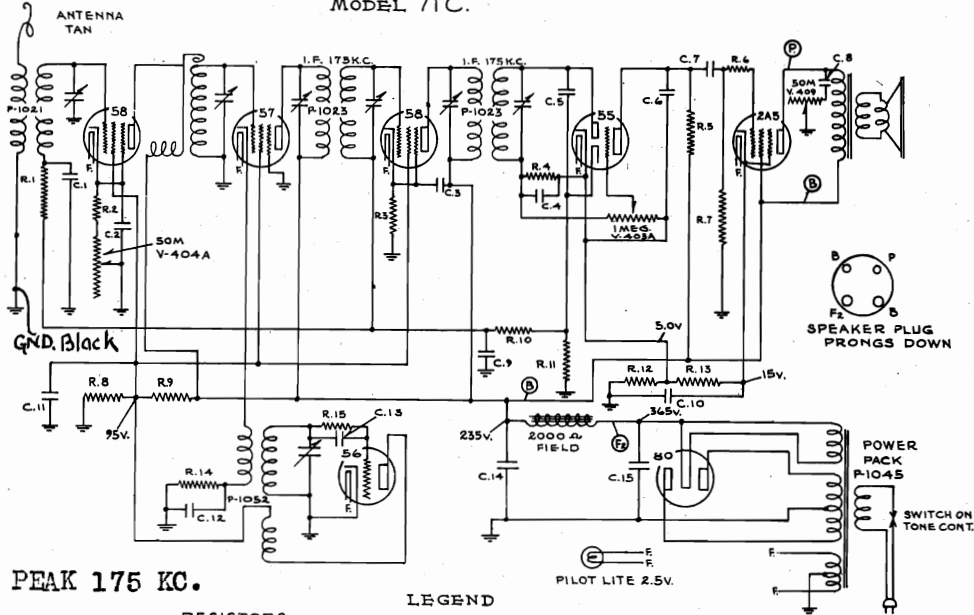 MODEL 71C.
ANTENNA
TAN
I.F. 175 K.C.
I.F. 175K.C.
C.7
R.6
P.
C.8
50M
V-409
P-1021
58
57
P-1023
58
P-1023
C.5
55
C.6
2A5
R.5
F.
F.
F.
F.
F.
R.1
C.1
R.2
C.2
C.3
R.3
R.4
C.4
R.7
B
1 MEG.
V-403A
50M
V-404A
B
P
F2
B
SPEAKER PLUG
PRONGS DOWN
GND. Black
R.10
C.9
R.11
5.0V
R.12
R.13
15V.
C.10
C.11
R.8
R.9
95V.
B
235V.
2000 Ω
FIELD
365V.
F2
R.15
C.13
56
F.
R.14
C.12
P-1052
C.14
C.15
80
POWER
PACK
P-1045
SWITCH ON
TONE CONT.
F.
F.
PILOT LITE 2.5V.
F.
F.
PEAK 175 KC.
LEGEND
RESISTORS